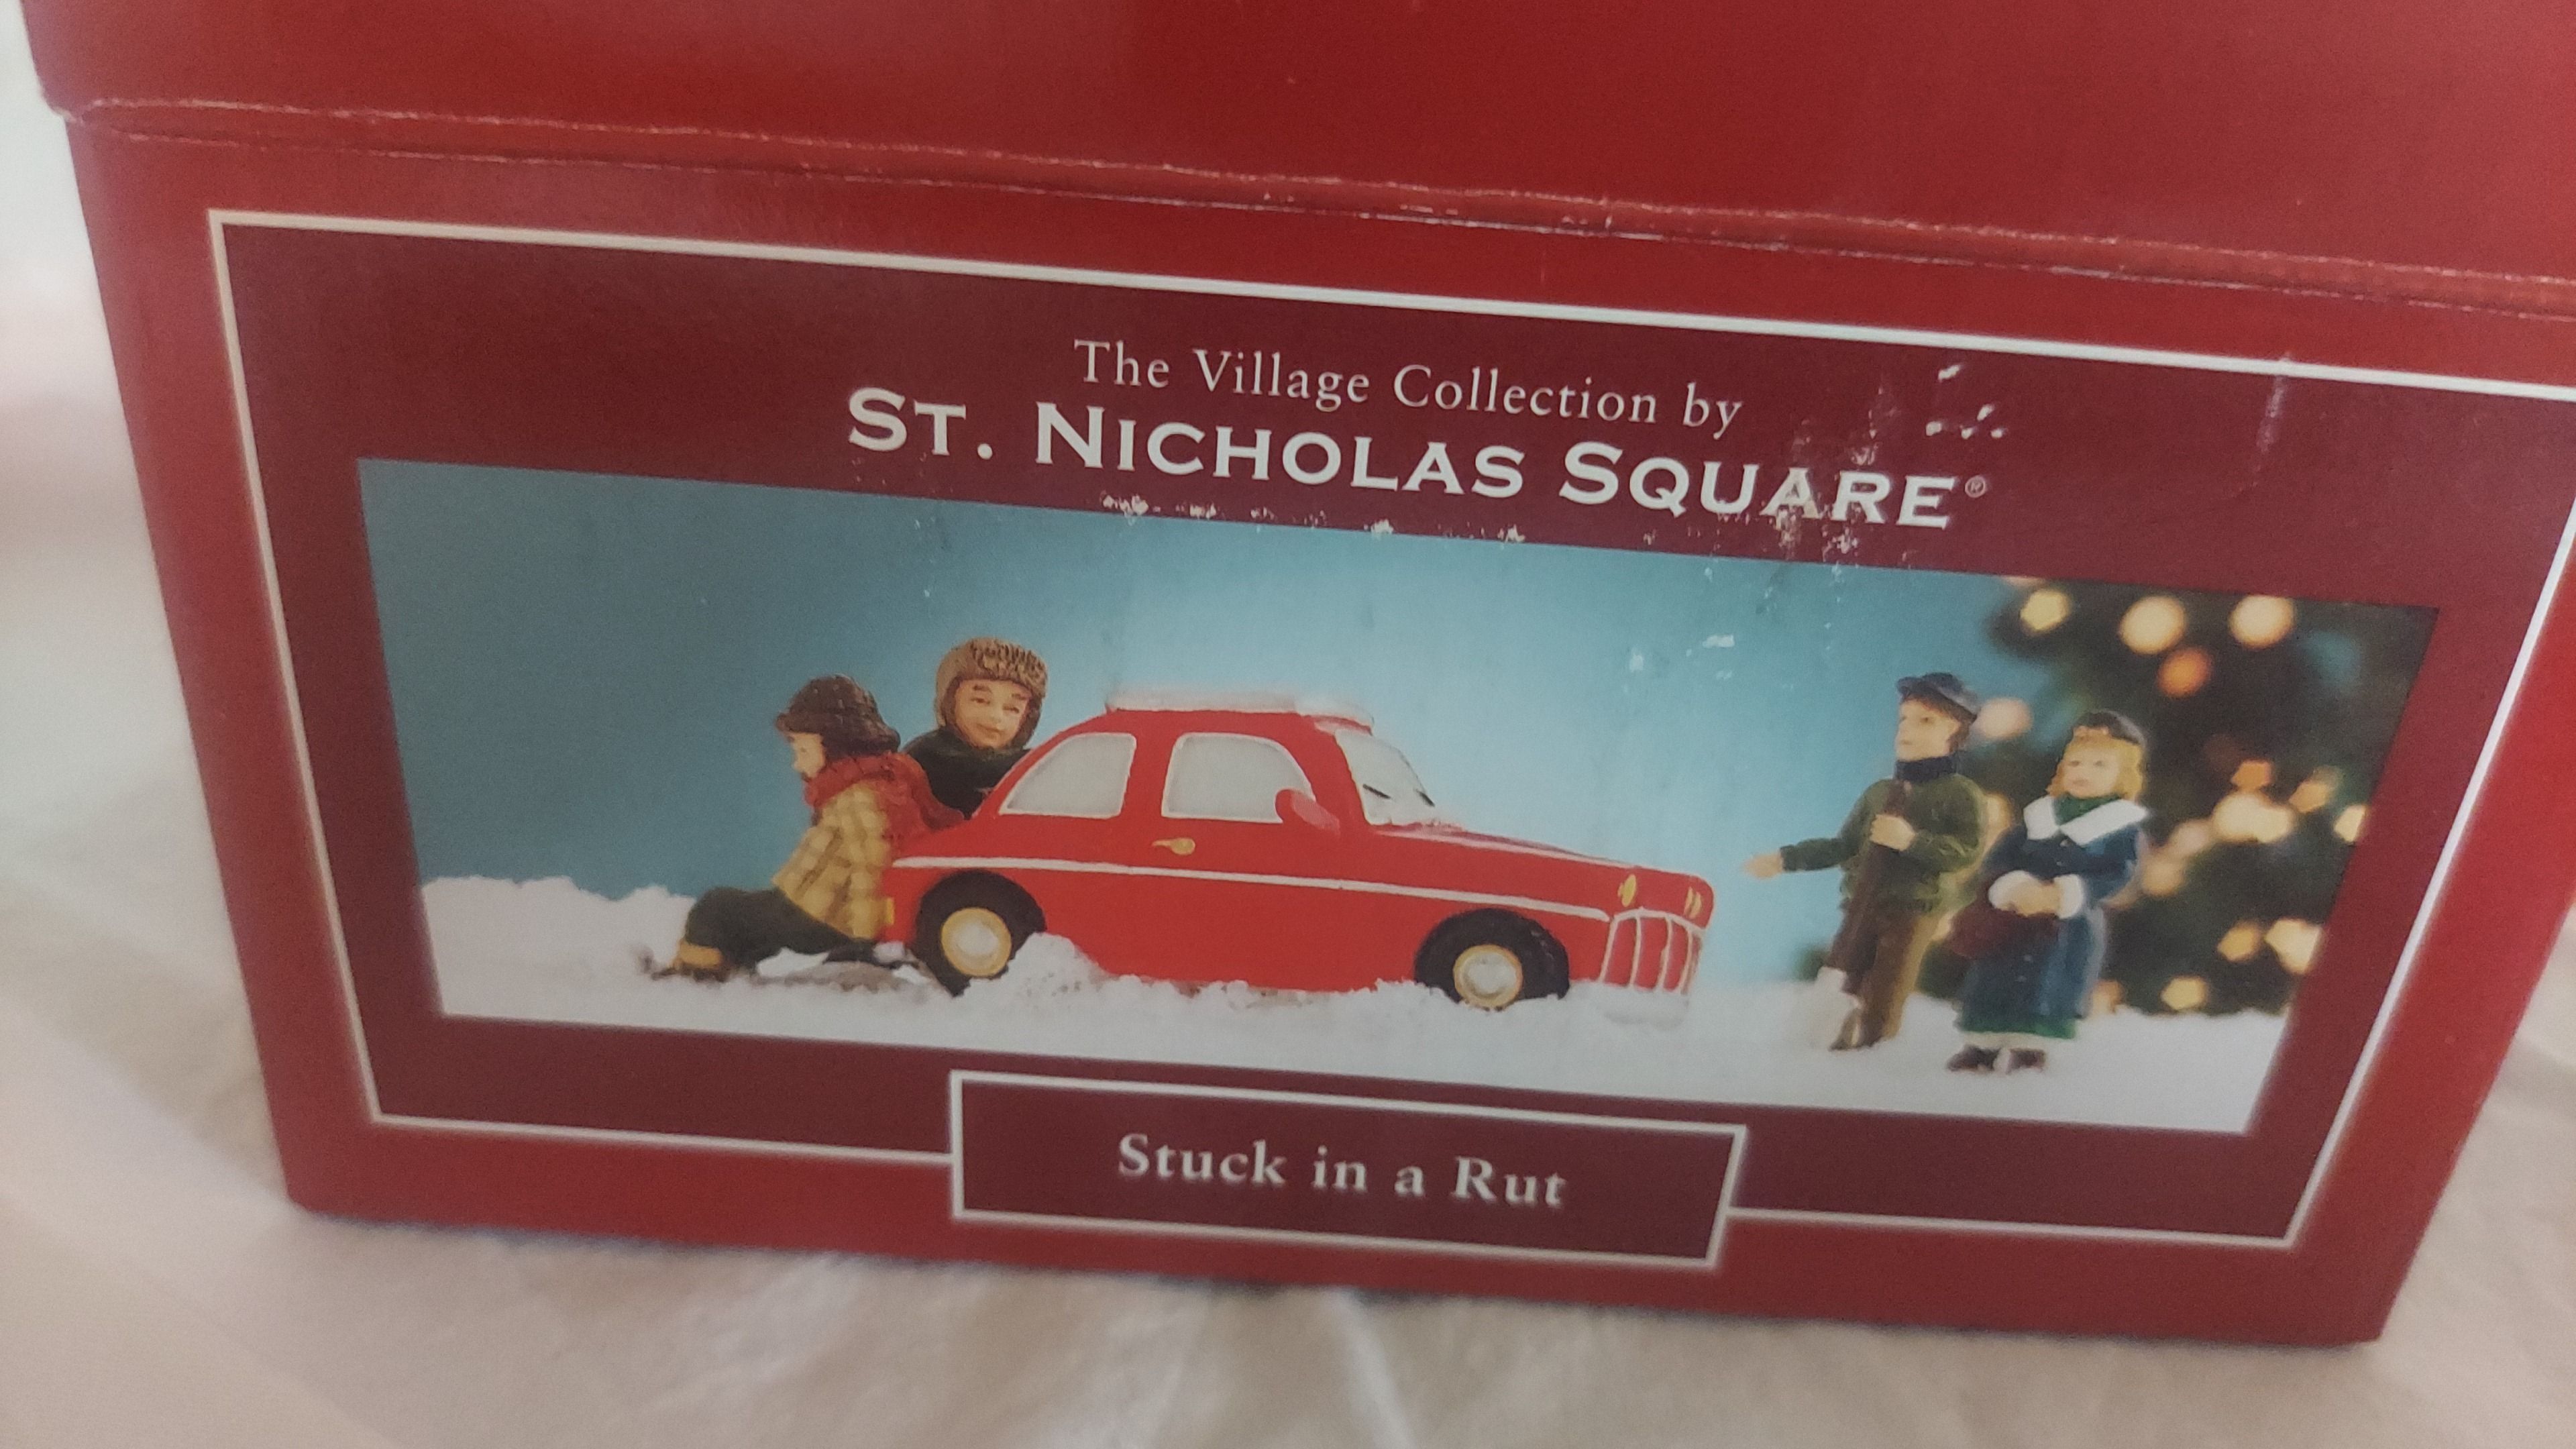 The Village Collection by
ST. NICHOLAS SQUARE®
Stuck in a Rut